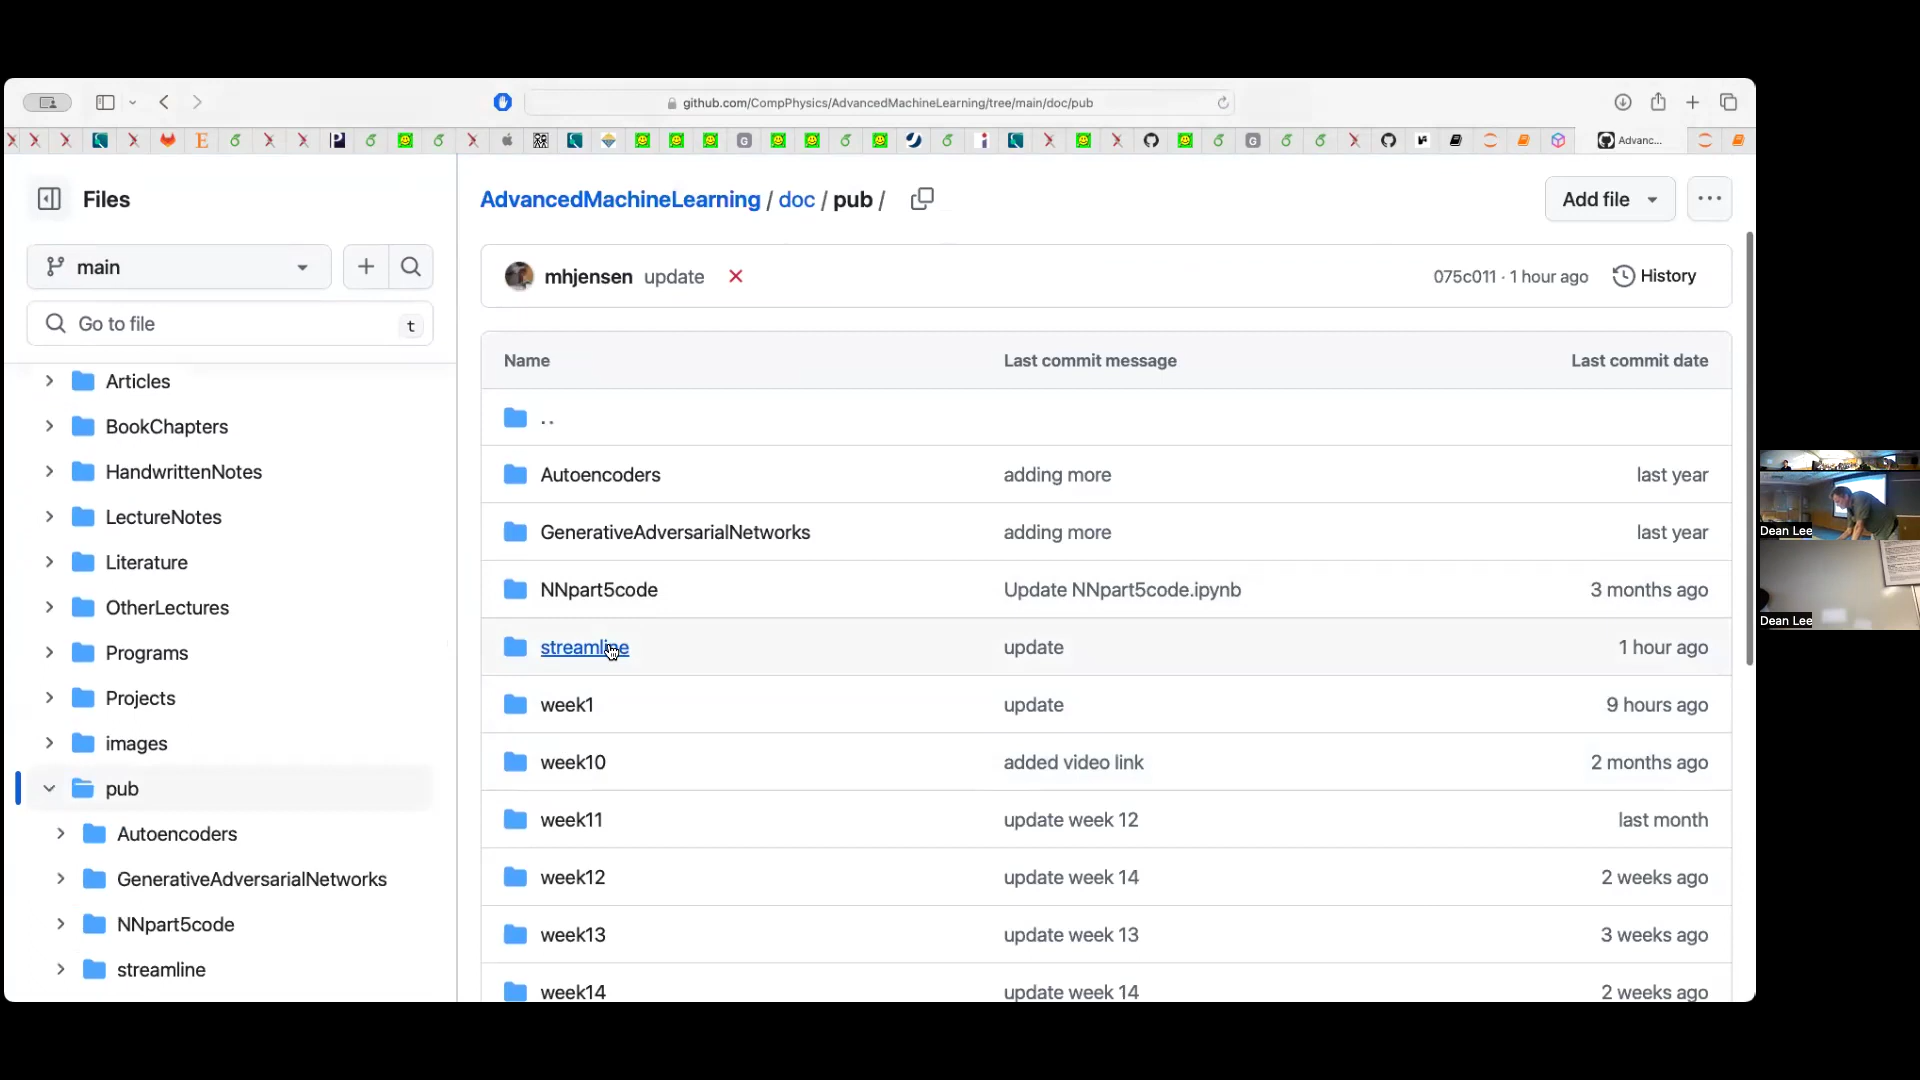 github.com/CompPhysics/AdvancedMachineLearning/tree/main/doc/pub
Advanc...
Files
main
Go to file
t
Articles
BookChapters
HandwrittenNotes
LectureNotes
Literature
OtherLectures
Programs
Projects
images
pub
Autoencoders
GenerativeAdversarialNetworks
NNpart5code
streamline
AdvancedMachineLearning / doc / pub /
Add file
mhjensen update
075c011 · 1 hour ago
History
Name Last commit message Last commit date
..
Autoencoders adding more last year
GenerativeAdversarialNetworks adding more last year
NNpart5code Update NNpart5code.ipynb 3 months ago
streamline update 1 hour ago
week1 update 9 hours ago
week10 added video link 2 months ago
week11 update week 12 last month
week12 update week 14 2 weeks ago
week13 update week 13 3 weeks ago
week14 update week 14 2 weeks ago
Dean Lee
Dean Lee